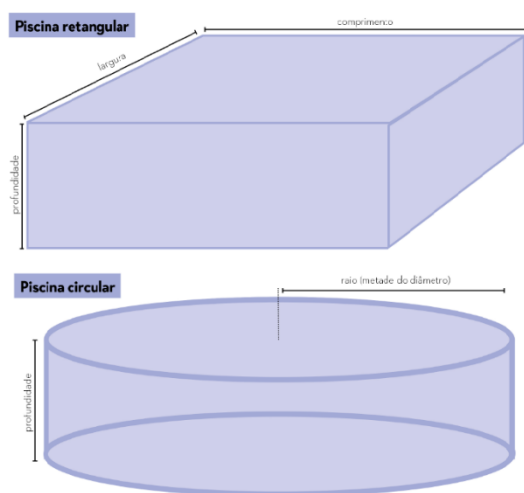 Piscina retangular
comprimento
largura
profundidade
Piscina circular
raio (metade do diâmetro)
profundidade